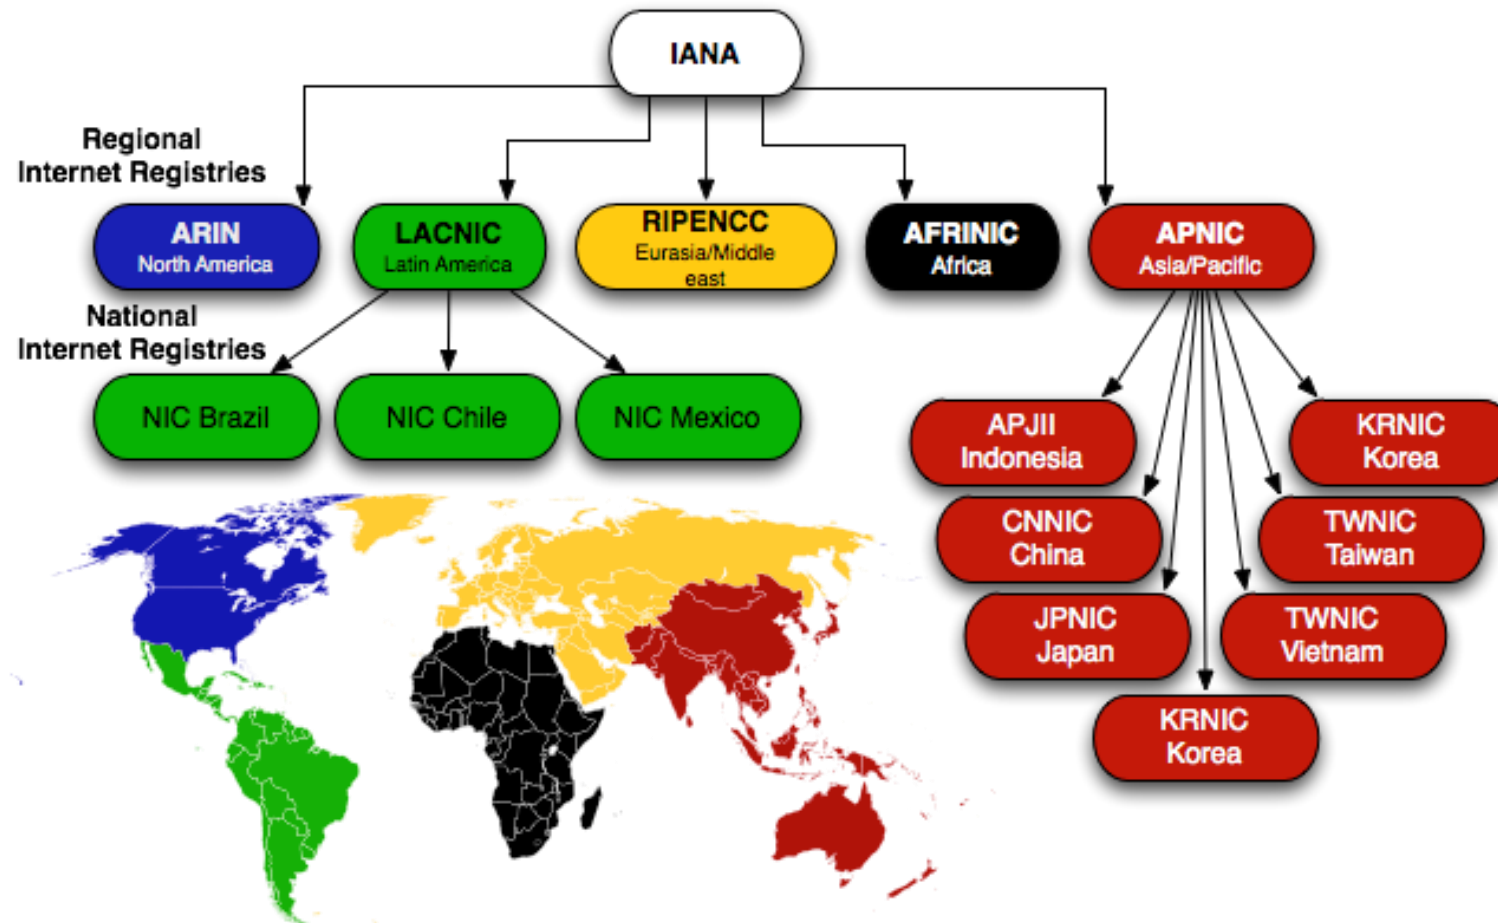 IANA
Regional
Internet Registries
ARIN
North America
LACNIC
Latin America
RIPENCC
Eurasia/Middle
east
AFRINIC
Africa
APNIC
Asia/Pacific
National
Internet Registries
NIC Brazil
NIC Chile
NIC Mexico
APJII
Indonesia
KRNIC
Korea
CNNIC
China
TWNIC
Taiwan
JPNIC
Japan
TWNIC
Vietnam
KRNIC
Korea